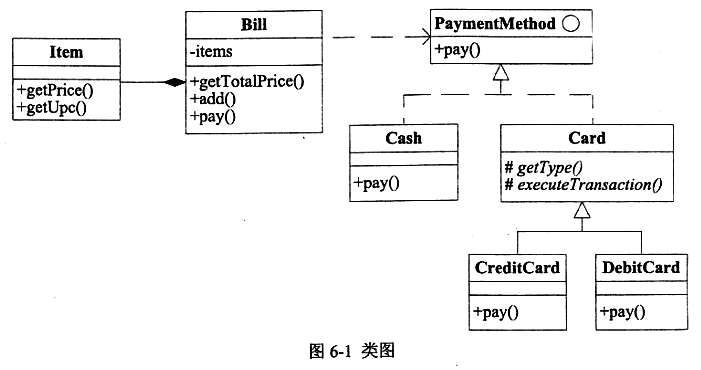 Item
+getPrice()
+getUpc()
Bill
-items
+getTotalPrice()
+add()
+pay()
PaymentMethod
+pay()
Cash
+pay()
Card
# getType()
# executeTransaction()
CreditCard
+pay()
DebitCard
+pay()
图 6-1 类图